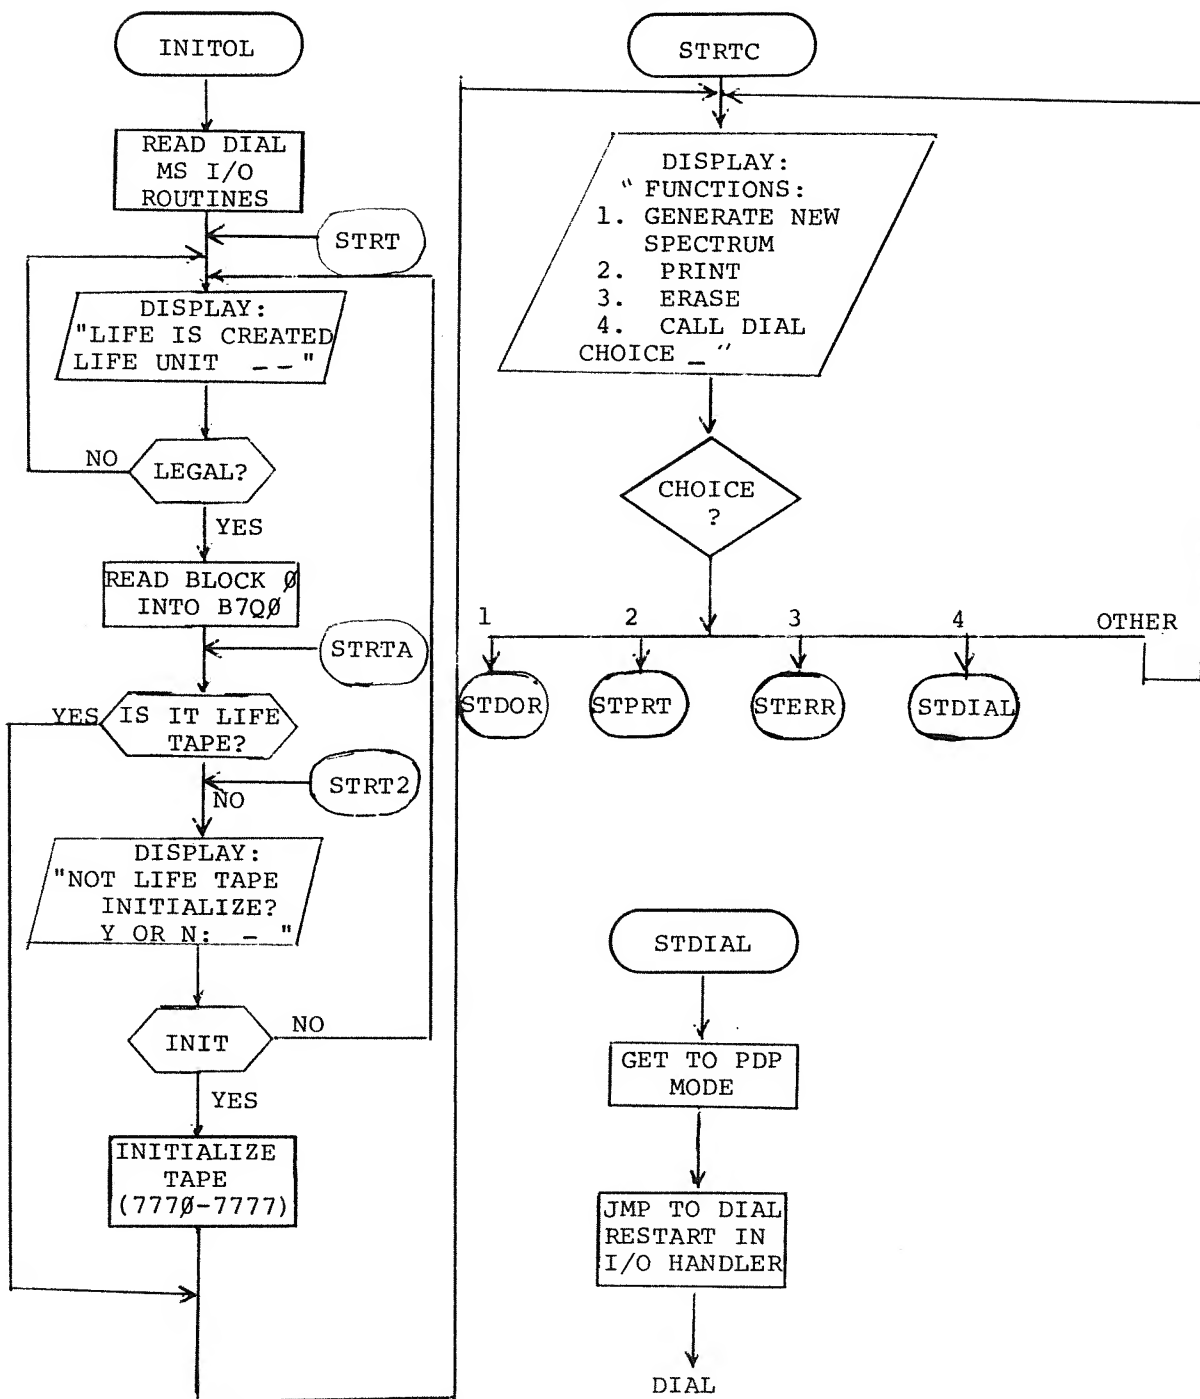 INITOL
READ DIAL
MS I/O
ROUTINES
STRT
DISPLAY:
"LIFE IS CREATED
LIFE UNIT _ _ "
NO
LEGAL?
YES
READ BLOCK Ø
INTO B7QØ
STRTA
YES
IS IT LIFE
TAPE?
STRT2
NO
DISPLAY:
"NOT LIFE TAPE
INITIALIZE?
Y OR N: _ "
INIT
NO
YES
INITIALIZE
TAPE
(777Ø-7777)
STRTC
DISPLAY:
" FUNCTIONS:
1. GENERATE NEW
SPECTRUM
2. PRINT
3. ERASE
4. CALL DIAL
CHOICE _ "
CHOICE
?
1 2 3 4 OTHER
STDOR STPRT STERR STDIAL
STDIAL
GET TO PDP
MODE
JMP TO DIAL
RESTART IN
I/O HANDLER
DIAL